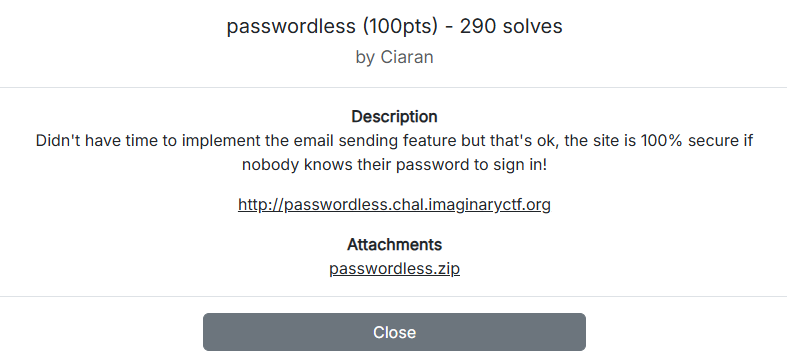 passwordless (100pts) - 290 solves
by Ciaran
Description
Didn't have time to implement the email sending feature but that's ok, the site is 100% secure if
nobody knows their password to sign in!
http://passwordless.chal.imaginaryctf.org
Attachments
passwordless.zip
Close